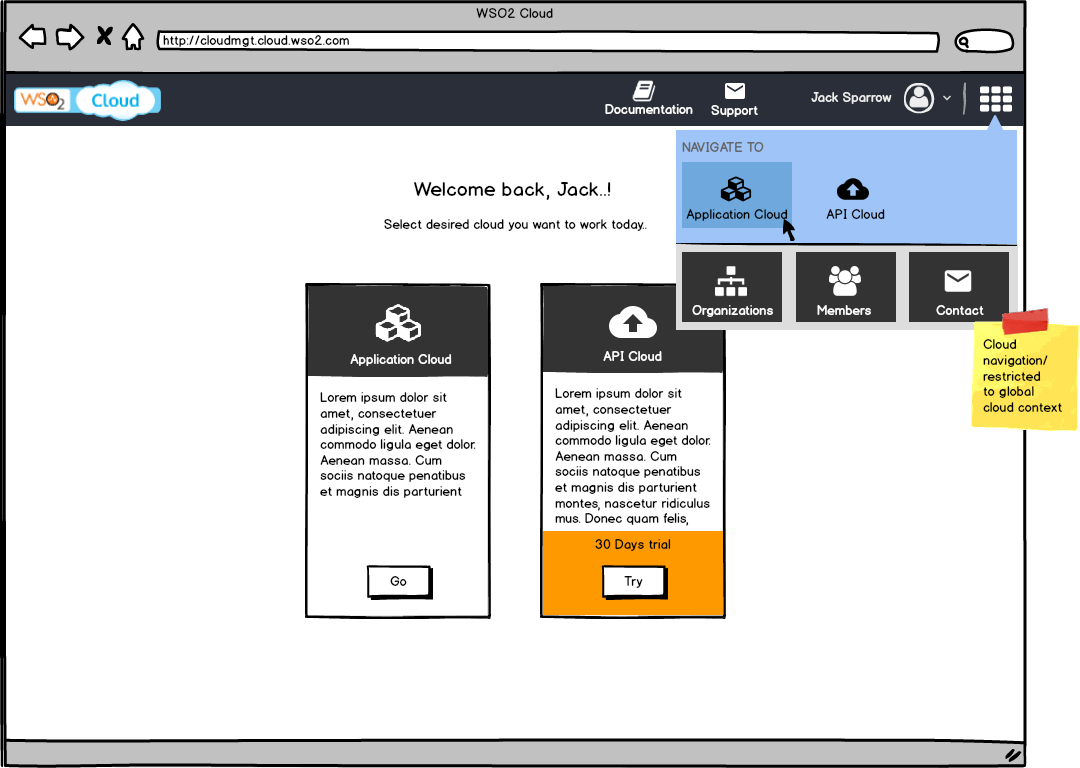 WSO2 Cloud
http://cloudmgt.cloud.wso2.com
WSO2 Cloud
Documentation
Support
Jack Sparrow
NAVIGATE TO
Application Cloud
API Cloud
Organizations
Members
Contact
Cloud
navigation/
restricted
to global
cloud context
Welcome back, Jack..!
Select desired cloud you want to work today..
Application Cloud
Lorem ipsum dolor sit
amet, consectetuer
adipiscing elit. Aenean
commodo ligula eget dolor.
Aenean massa. Cum
sociis natoque penatibus
et magnis dis parturient
Go
API Cloud
Lorem ipsum dolor sit
amet, consectetuer
adipiscing elit. Aenean
commodo ligula eget dolor.
Aenean massa. Cum
sociis natoque penatibus
et magnis dis parturient
montes, nascetur ridiculus
mus. Donec quam felis,
30 Days trial
Try